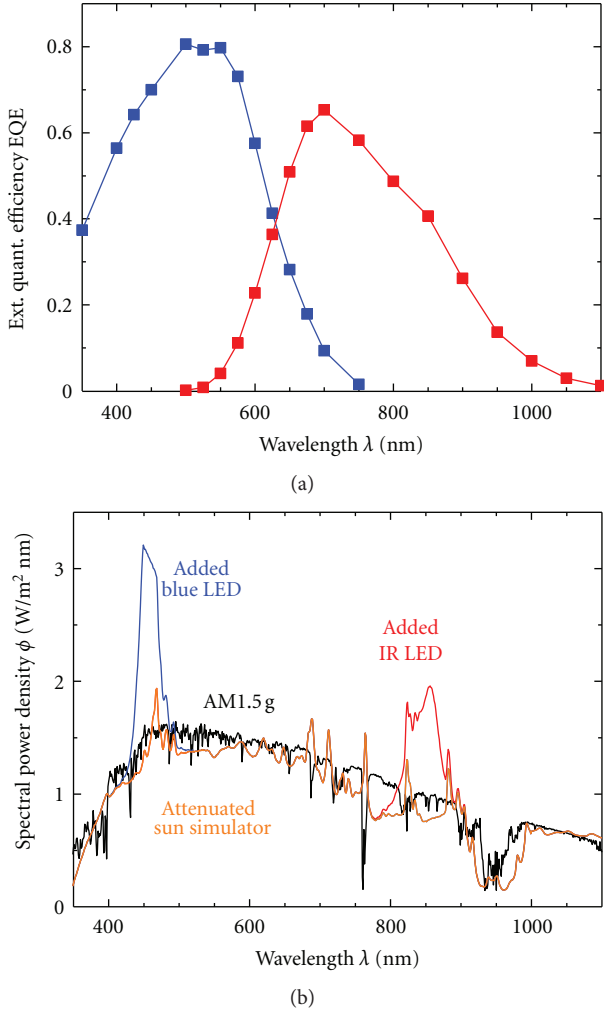 0.8
0.6
0.4
0.2
0
Ext. quant. efficiency EQE
400
600
800
1000
Wavelength λ (nm)
(a)
3
2
1
0
Spectral power density ϕ (W/m² nm)
Added
blue LED
Added
IR LED
AM1.5 g
Attenuated
sun simulator
400
600
800
1000
Wavelength λ (nm)
(b)